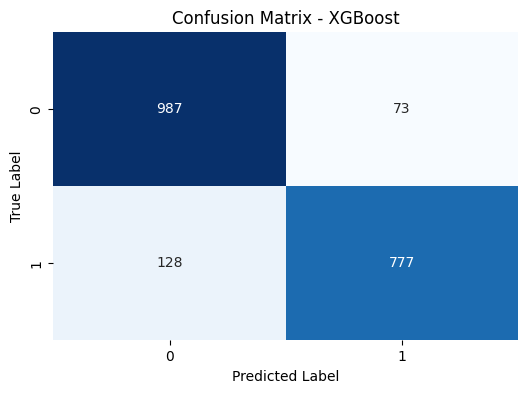 Confusion Matrix - XGBoost
True Label
0
987
73
1
128
777
0
1
Predicted Label